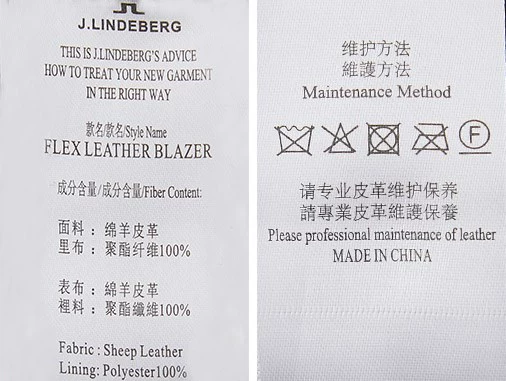 J.LINDEBERG
THIS IS J.LINDEBERG'S ADVICE
HOW TO TREAT YOUR NEW GARMENT
IN THE RIGHT WAY
款名/款名/Style Name
FLEX LEATHER BLAZER
成分含量/成分含量/Fiber Content:
面料：绵羊皮革
里布：聚酯纤维100%
表布：綿羊皮革
裡料：聚酯纖維100%
Fabric : Sheep Leather
Lining: Polyester100%
维护方法
維護方法
Maintenance Method
F
请专业皮革维护保养
請專業皮革維護保養
Please professional maintenance of leather
MADE IN CHINA